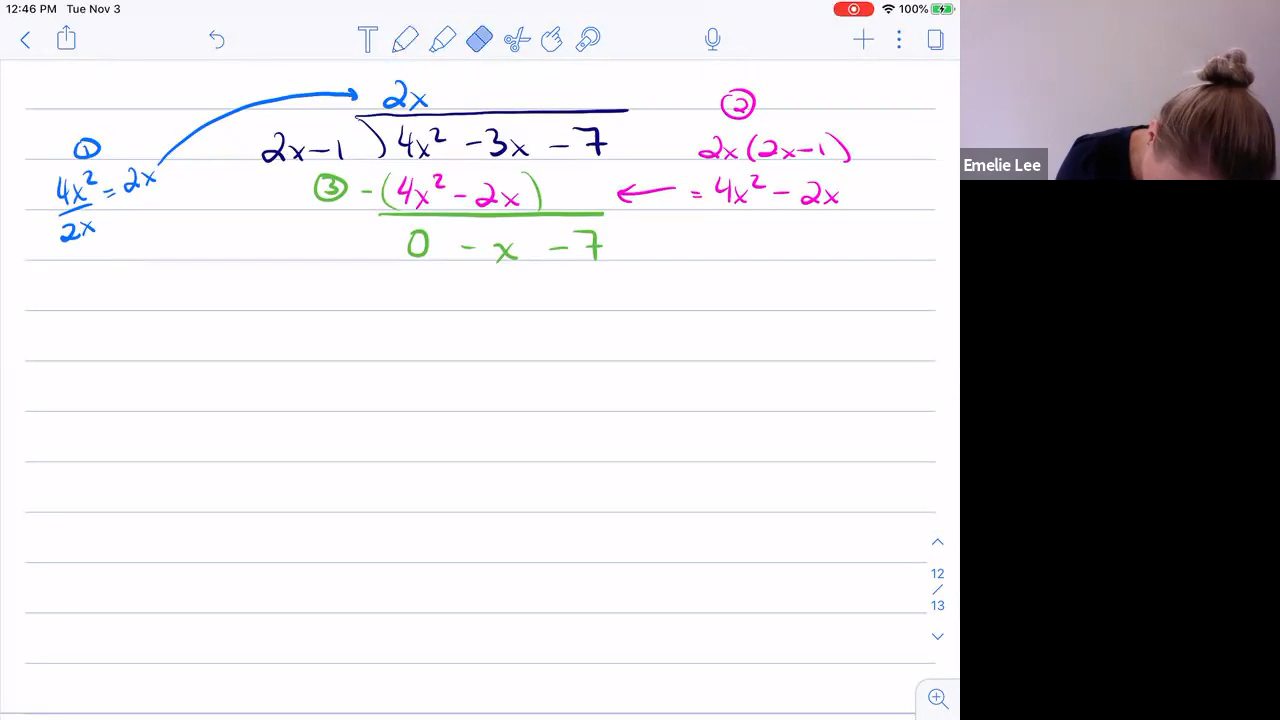 12:46 PM Tue Nov 3
100%
T
2x
②
①
2x-1 ) 4x² - 3x - 7
2x(2x-1)
4x²/2x = 2x
③ -(4x² - 2x)
← = 4x² - 2x
0 - x - 7
Emelie Lee
12
/
13